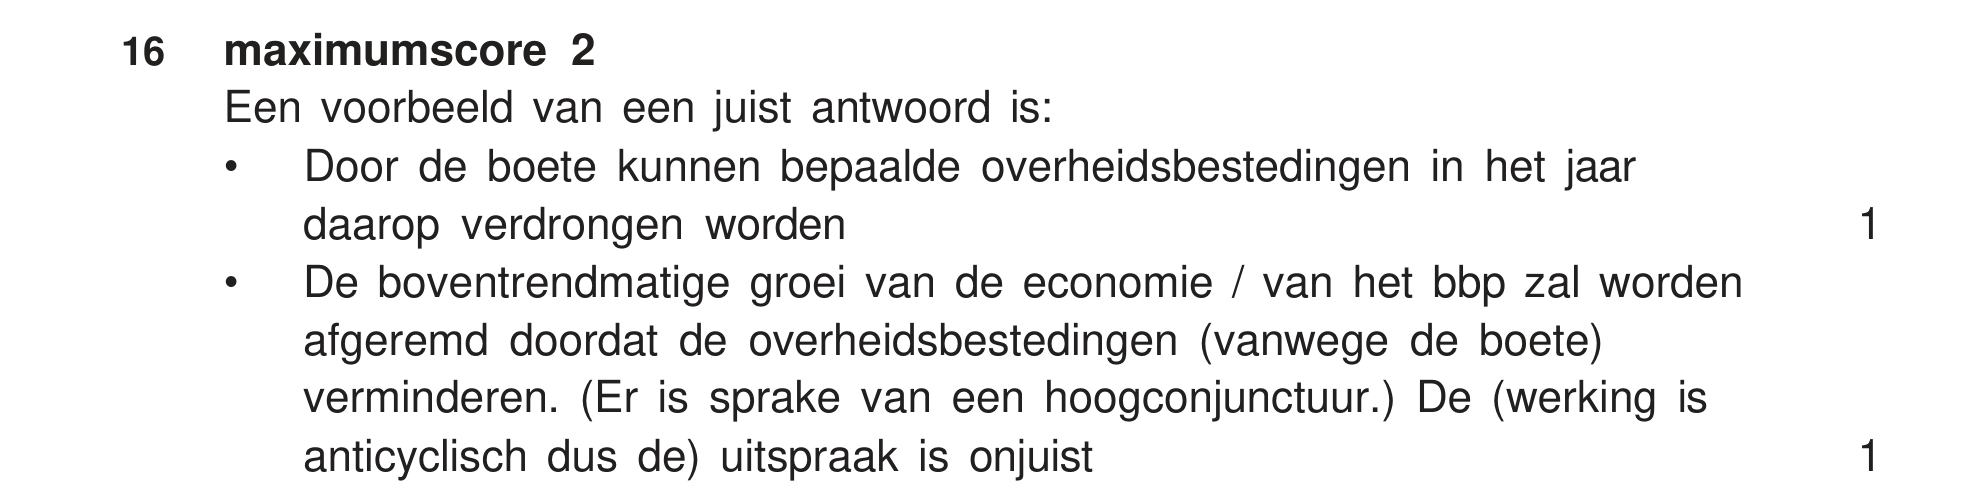 16 maximumscore 2
Een voorbeeld van een juist antwoord is:
• Door de boete kunnen bepaalde overheidsbestedingen in het jaar
daarop verdrongen worden 1
• De boventrendmatige groei van de economie / van het bbp zal worden
afgeremd doordat de overheidsbestedingen (vanwege de boete)
verminderen. (Er is sprake van een hoogconjunctuur.) De (werking is
anticyclisch dus de) uitspraak is onjuist 1